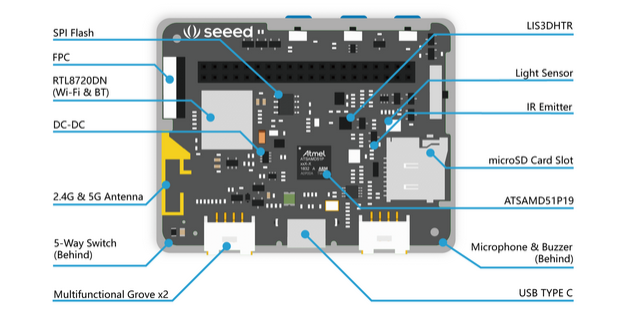 seeed
SPI Flash
FPC
RTL8720DN
(Wi-Fi & BT)
DC-DC
2.4G & 5G Antenna
5-Way Switch
(Behind)
Multifunctional Grove x2
LIS3DHTR
Light Sensor
IR Emitter
microSD Card Slot
ATSAMD51P19
Microphone & Buzzer
(Behind)
USB TYPE C
Atmel